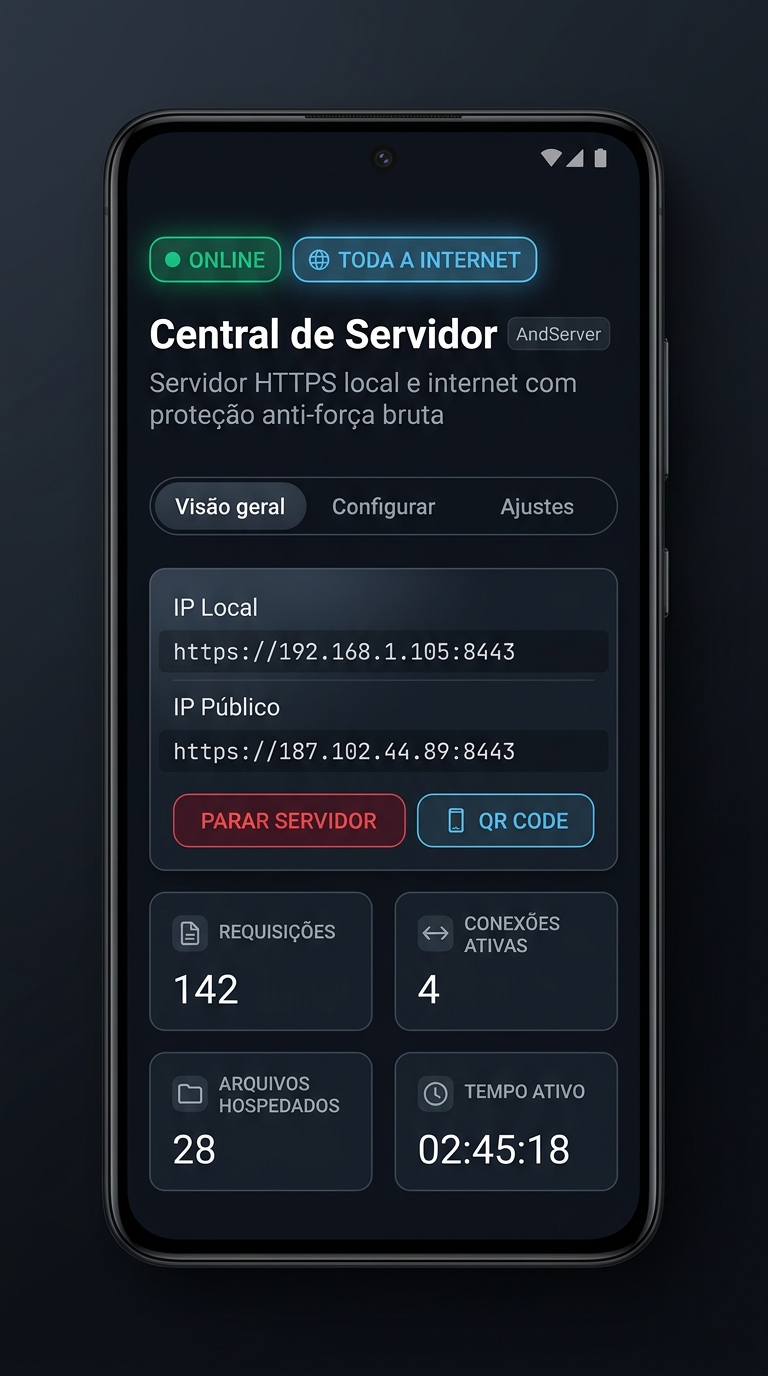 ONLINE
TODA A INTERNET
Central de Servidor
AndServer
Servidor HTTPS local e internet com
proteção anti-força bruta
Visão geral
Configurar
Ajustes
IP Local
https://192.168.1.105:8443
IP Público
https://187.102.44.89:8443
PARAR SERVIDOR
QR CODE
REQUISIÇÕES
142
CONEXÕES
ATIVAS
4
ARQUIVOS
HOSPEDADOS
28
TEMPO ATIVO
02:45:18